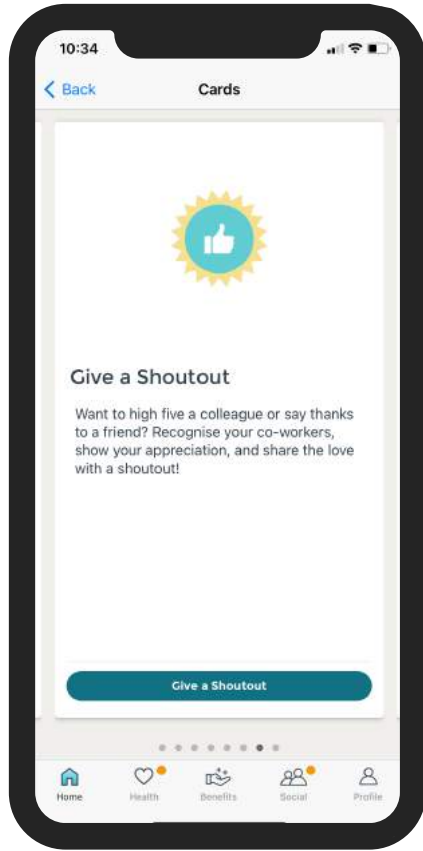 10:34
Back
Cards
Give a Shoutout
Want to high five a colleague or say thanks
to a friend? Recognise your co-workers,
show your appreciation, and share the love
with a shoutout!
Give a Shoutout
Home
Health
Benefits
Social
Profile